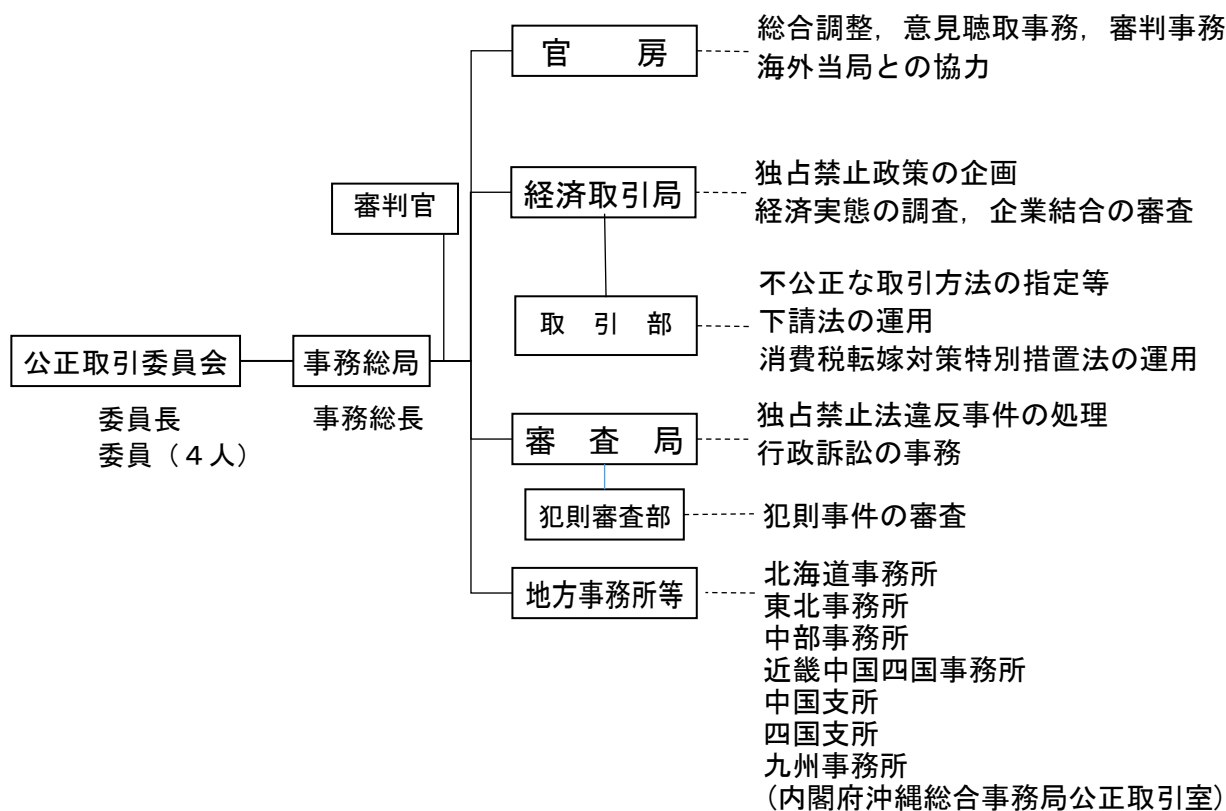 官　房
総合調整，意見聴取事務，審判事務
海外当局との協力
審判官
経済取引局
独占禁止政策の企画
経済実態の調査，企業結合の審査
取　引　部
不公正な取引方法の指定等
下請法の運用
消費税転嫁対策特別措置法の運用
公正取引委員会
事務総局
委員長
委員（４人）
事務総長
審　査　局
独占禁止法違反事件の処理
行政訴訟の事務
犯則審査部
犯則事件の審査
地方事務所等
北海道事務所
東北事務所
中部事務所
近畿中国四国事務所
中国支所
四国支所
九州事務所
(内閣府沖縄総合事務局公正取引室)